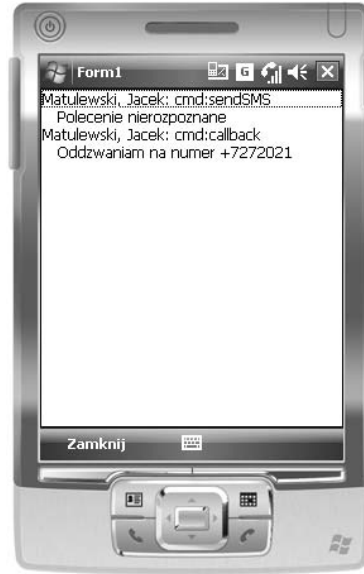 Form1
G
Matulewski, Jacek: cmd:sendSMS
Polecenie nierozpoznane
Matulewski, Jacek: cmd:callback
Oddzwaniam na numer +7272021
Zamknij